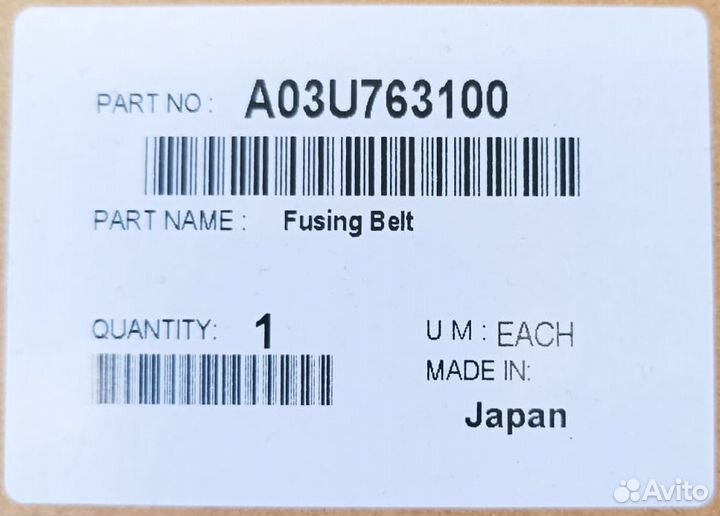 PART NO : A03U763100
PART NAME : Fusing Belt
QUANTITY: 1
U M : EACH
MADE IN:
Japan
Avito